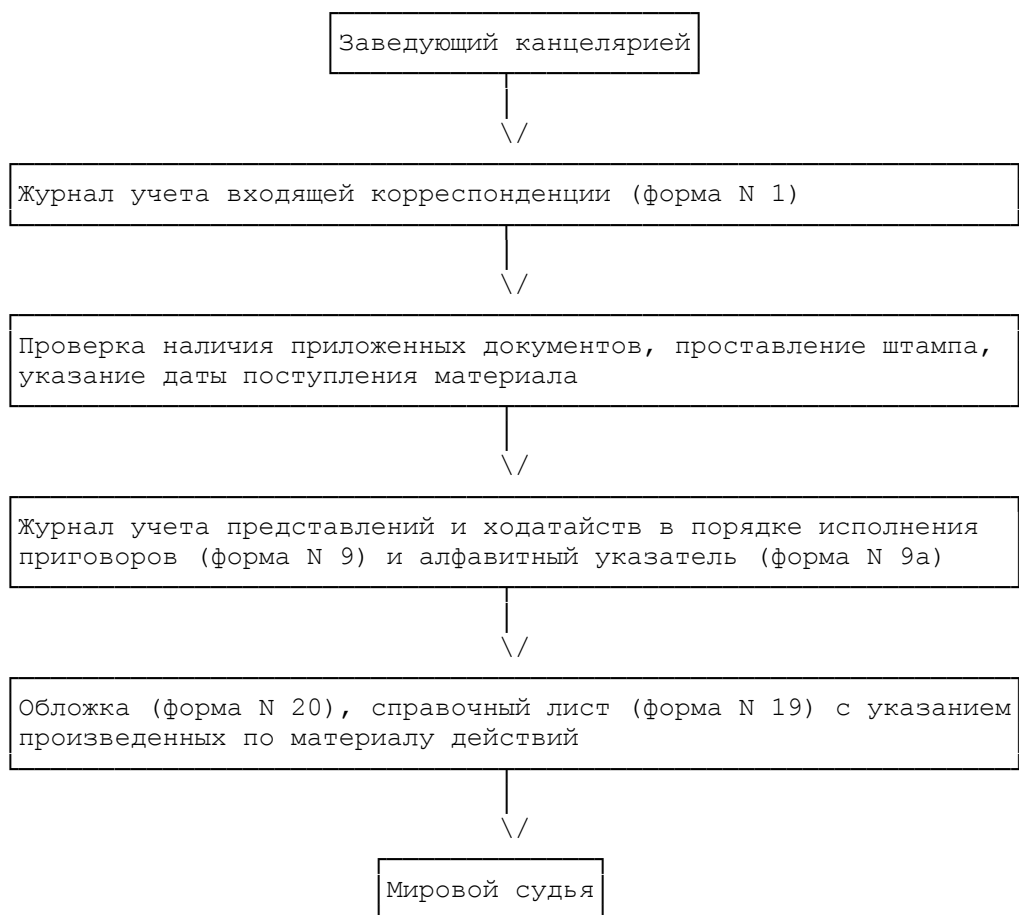 Заведующий канцелярией
Журнал учета входящей корреспонденции (форма N 1)
Проверка наличия приложенных документов, проставление штампа,
указание даты поступления материала
Журнал учета представлений и ходатайств в порядке исполнения
приговоров (форма N 9) и алфавитный указатель (форма N 9а)
Обложка (форма N 20), справочный лист (форма N 19) с указанием
произведенных по материалу действий
Мировой судья